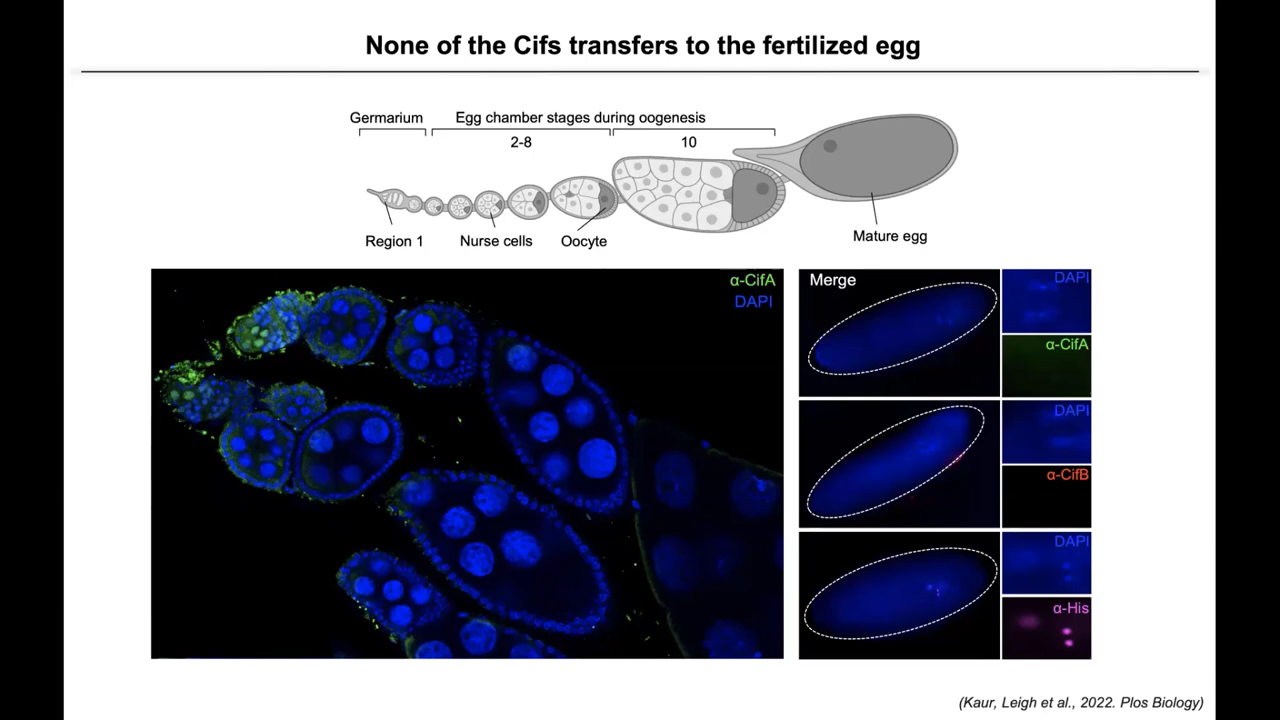 None of the Cifs transfers to the fertilized egg
Germarium
Egg chamber stages during oogenesis
2-8
10
Region 1
Nurse cells
Oocyte
Mature egg
α-CifA
DAPI
Merge
DAPI
α-CifA
DAPI
α-CifB
DAPI
α-His
(Kaur, Leigh et al., 2022. Plos Biology)